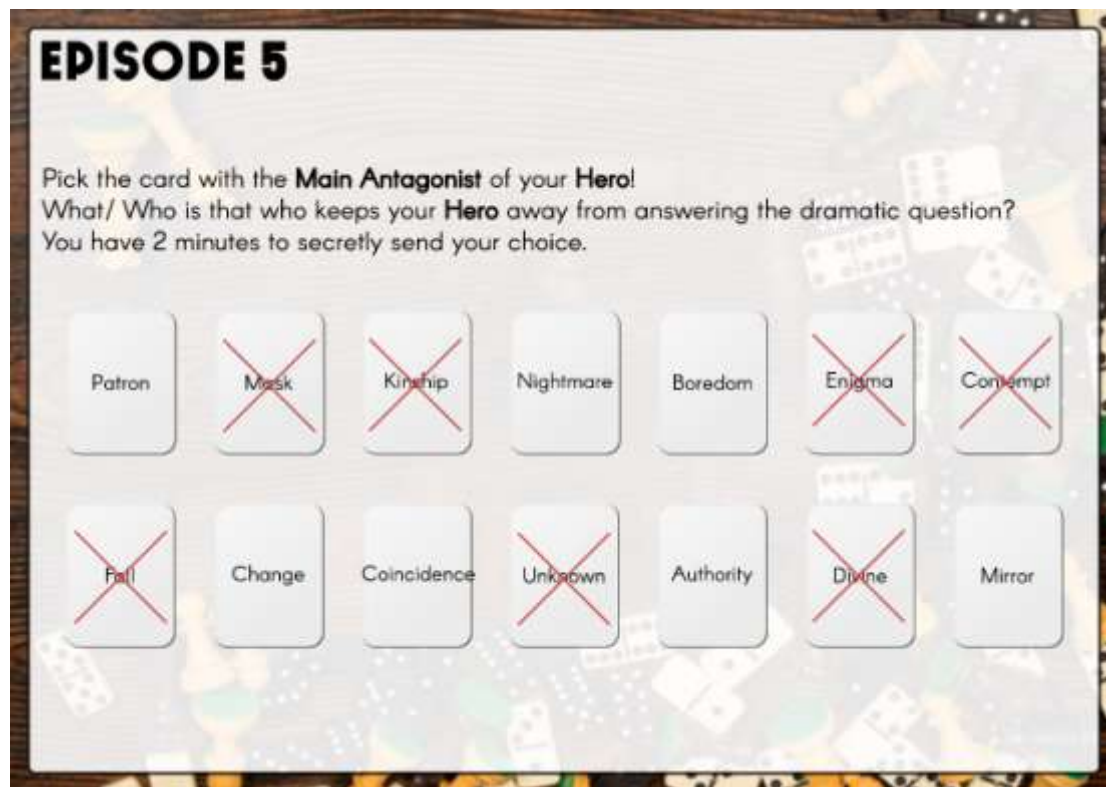 EPISODE 5
Pick the card with the Main Antagonist of your Hero!
What/ Who is that who keeps your Hero away from answering the dramatic question?
You have 2 minutes to secretly send your choice.
Patron Mask Kinship Nightmare Boredom Enigma Contempt
Fall Change Coincidence Unknown Authority Divine Mirror